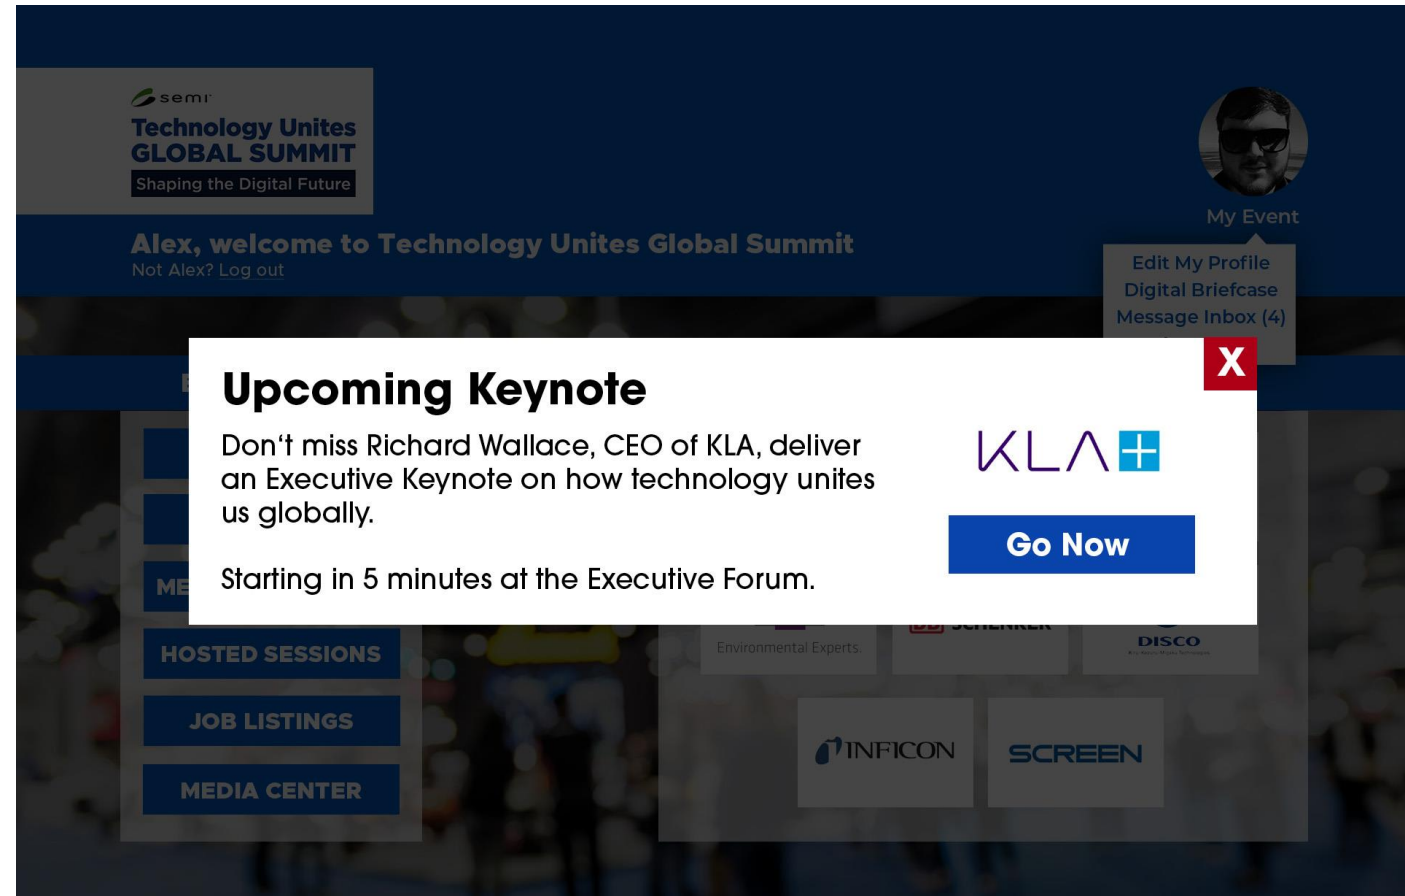 semi
Technology Unites
GLOBAL SUMMIT
Shaping the Digital Future
My Event
Alex, welcome to Technology Unites Global Summit
Not Alex? Log out
Edit My Profile
Digital Briefcase
Message Inbox (4)
X
Upcoming Keynote
Don‘t miss Richard Wallace, CEO of KLA, deliver
an Executive Keynote on how technology unites
us globally.
Starting in 5 minutes at the Executive Forum.
KLA+
Go Now
ME
HOSTED SESSIONS
JOB LISTINGS
MEDIA CENTER
Environmental Experts.
DB SCHENKER
DISCO
INFICON
SCREEN